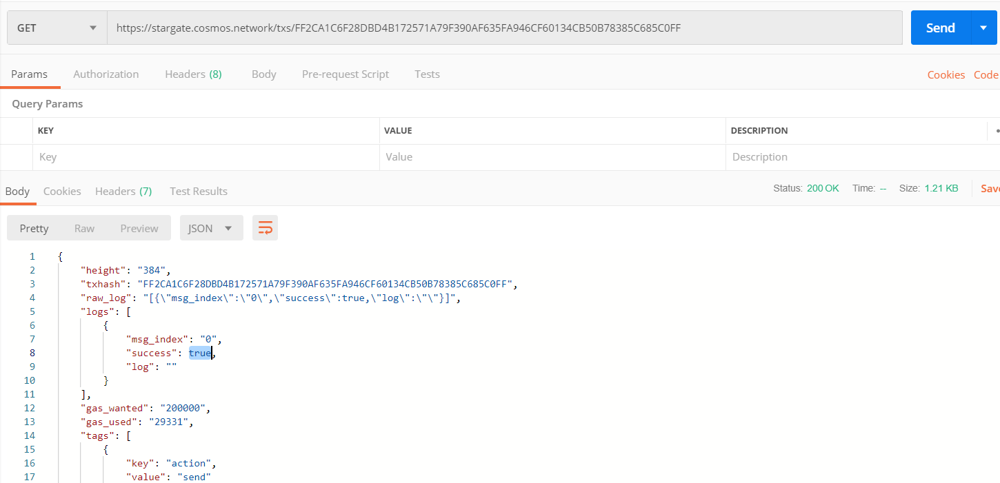 GET https://stargate.cosmos.network/txs/FF2CA1C6F28DBD4B172571A79F390AF635FA946CF60134CB50B78385C685C0FF Send
Params Authorization Headers (8) Body Pre-request Script Tests Cookies Code
Query Params
KEY VALUE DESCRIPTION
Key Value Description
Body Cookies Headers (7) Test Results Status: 200 OK Time: -- Size: 1.21 KB Save
Pretty Raw Preview JSON
1 {
2 "height": "384",
3 "txhash": "FF2CA1C6F28DBD4B172571A79F390AF635FA946CF60134CB50B78385C685C0FF",
4 "raw_log": "[{\"msg_index\":\"0\",\"success\":true,\"log\":\"\"}]",
5 "logs": [
6 {
7 "msg_index": "0",
8 "success": true,
9 "log": ""
10 }
11 ],
12 "gas_wanted": "200000",
13 "gas_used": "29331",
14 "tags": [
15 {
16 "key": "action",
17 "value": "send"